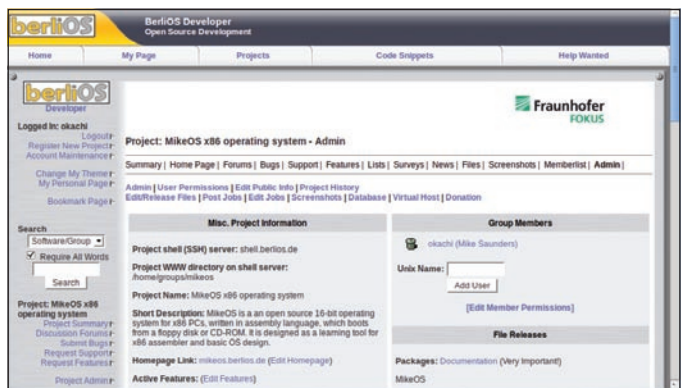 berliOS
BerliOS Developer
Open Source Development
Home
My Page
Projects
Code Snippets
Help Wanted
berliOS
Developer
Logged In: okachi
Logout
Register New Project
Account Maintenance
Change My Theme
My Personal Page
Bookmark Page
Search
Software/Group
Require All Words
Search
Project: MikeOS x86
operating system
Project Summary
Discussion Forums
Submit Bugs
Request Support
Request Features
Project Admin
Fraunhofer
FOKUS
Project: MikeOS x86 operating system - Admin
Summary | Home Page | Forums | Bugs | Support | Features | Lists | Surveys | News | Files | Screenshots | Memberlist | Admin |
Admin | User Permissions | Edit Public Info | Project History
Edit/Release Files | Post Jobs | Edit Jobs | Screenshots | Database | Virtual Host | Donation
Misc. Project Information
Project shell (SSH) server: shell.berlios.de
Project WWW directory on shell server:
/home/groups/mikeos
Project Name: MikeOS x86 operating system
Short Description: MikeOS is a an open source 16-bit operating
system for x86 PCs, written in assembly language, which boots
from a floppy disk or CD-ROM. It is designed as a learning tool for
x86 assembler and basic OS design.
Homepage Link: mikeos.berlios.de (Edit Homepage)
Active Features: (Edit Features)
Group Members
okachi (Mike Saunders)
Unix Name:
Add User
[Edit Member Permissions]
File Releases
Packages: Documentation (Very Important!)
MikeOS